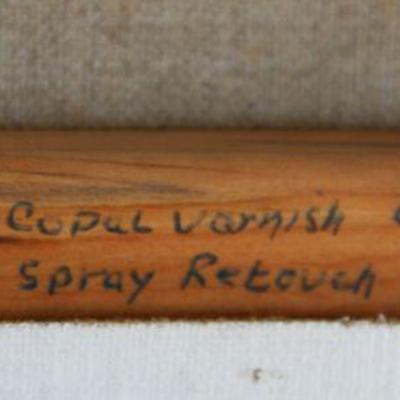 Copal varnish
Spray Retouch